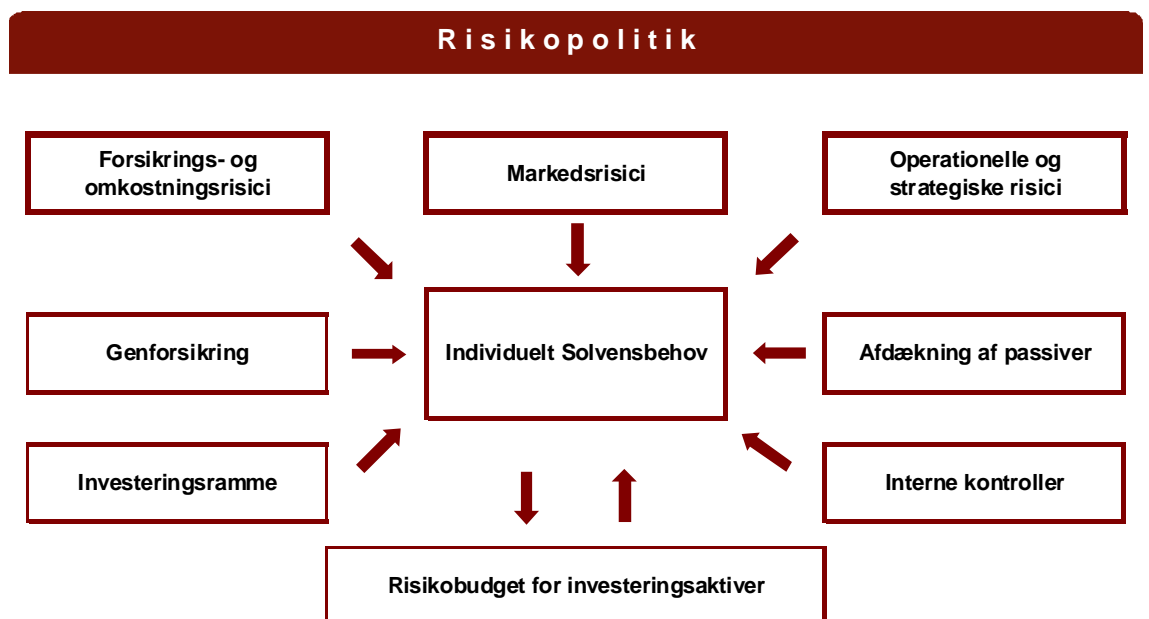 Risikopolitik
Forsikrings- og
omkostningsrisici
Markedsrisici
Operationelle og
strategiske risici
Genforsikring
Individuelt Solvensbehov
Afdækning af passiver
Investeringsramme
Interne kontroller
Risikobudget for investeringsaktiver